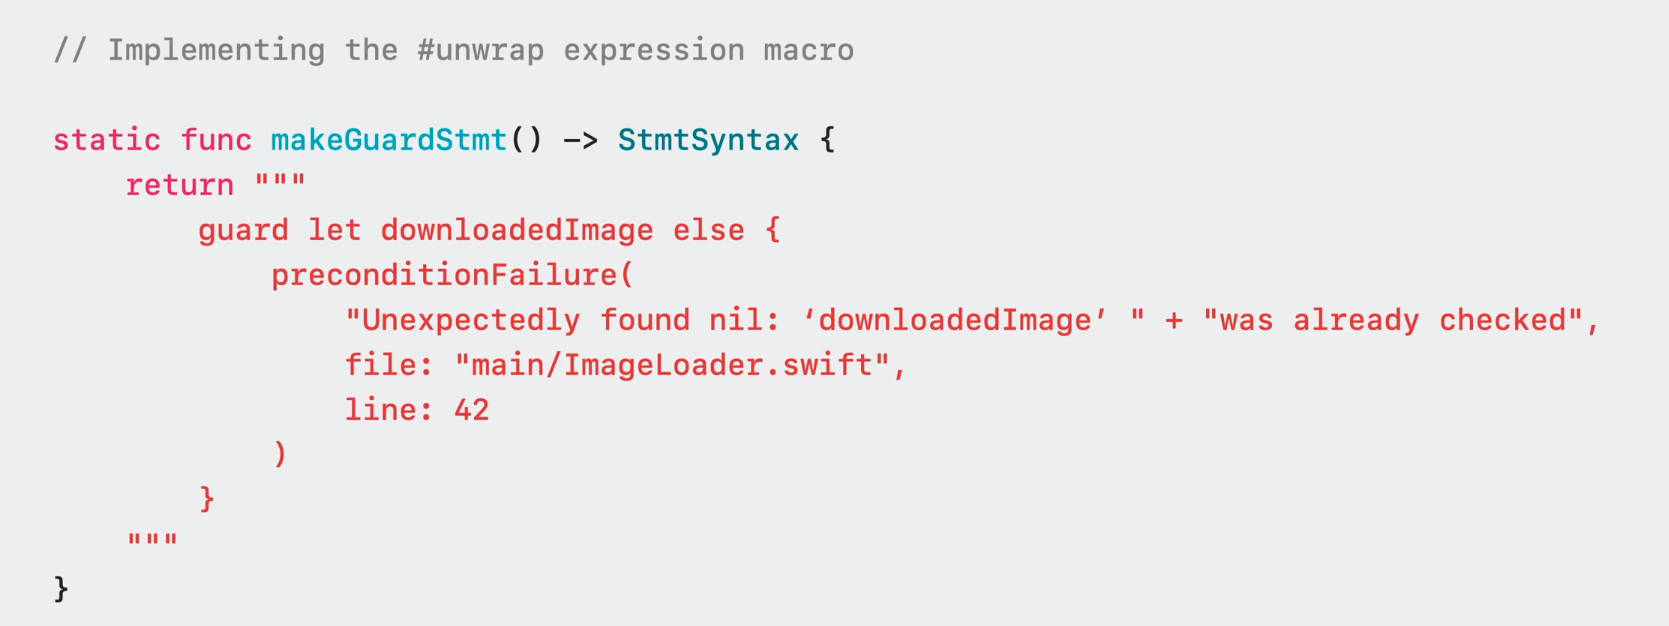 // Implementing the #unwrap expression macro
static func makeGuardStmt() -> StmtSyntax {
return """
guard let downloadedImage else {
preconditionFailure(
"Unexpectedly found nil: ‘downloadedImage’ " + "was already checked",
file: "main/ImageLoader.swift",
line: 42
)
}
"""
}